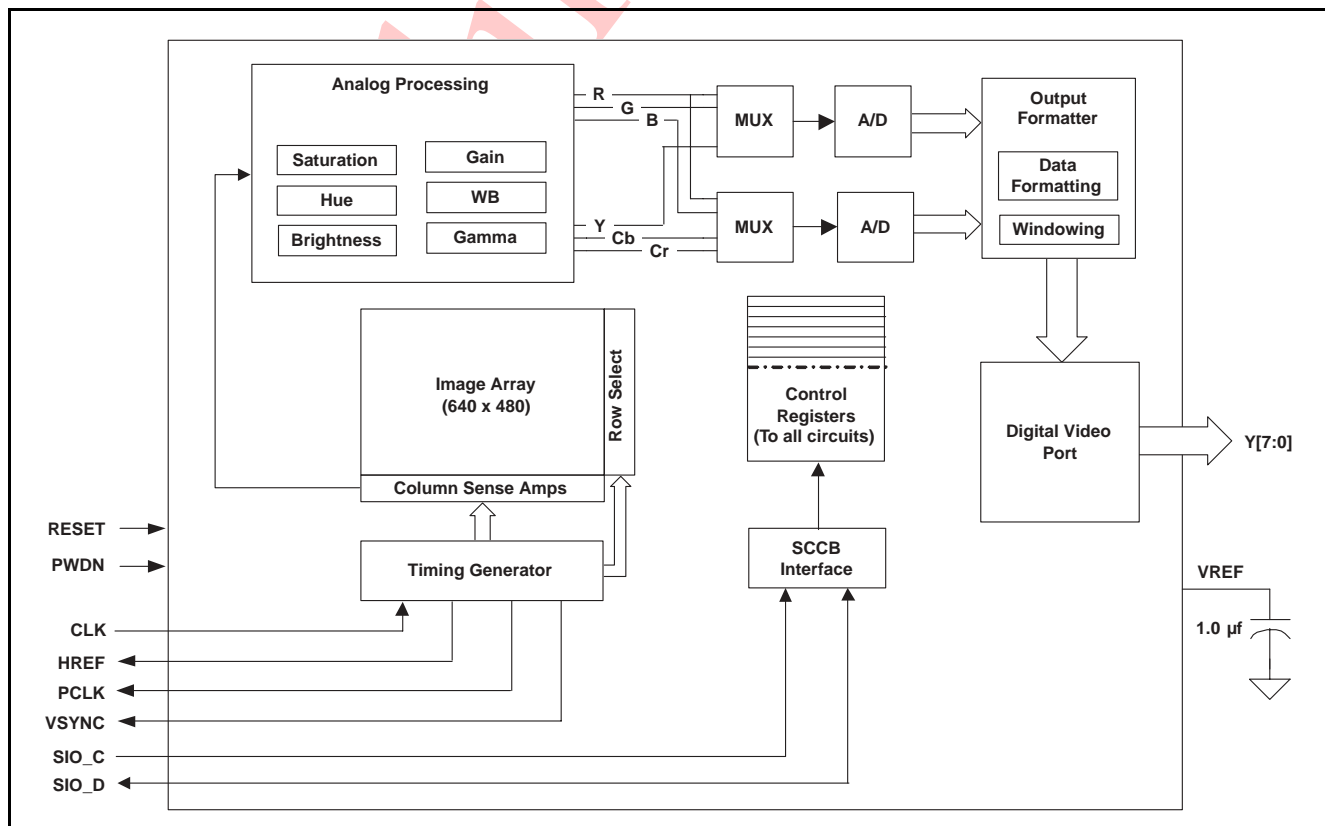 Analog Processing
Saturation
Hue
Brightness
Gain
WB
Gamma
R
G
B
Y
Cb
Cr
MUX
A/D
MUX
A/D
Output
Formatter
Data
Formatting
Windowing
Image Array
(640 x 480)
Row Select
Column Sense Amps
Timing Generator
Control
Registers
(To all circuits)
SCCB
Interface
Digital Video
Port
Y[7:0]
RESET
PWDN
CLK
HREF
PCLK
VSYNC
SIO_C
SIO_D
VREF
1.0 µf